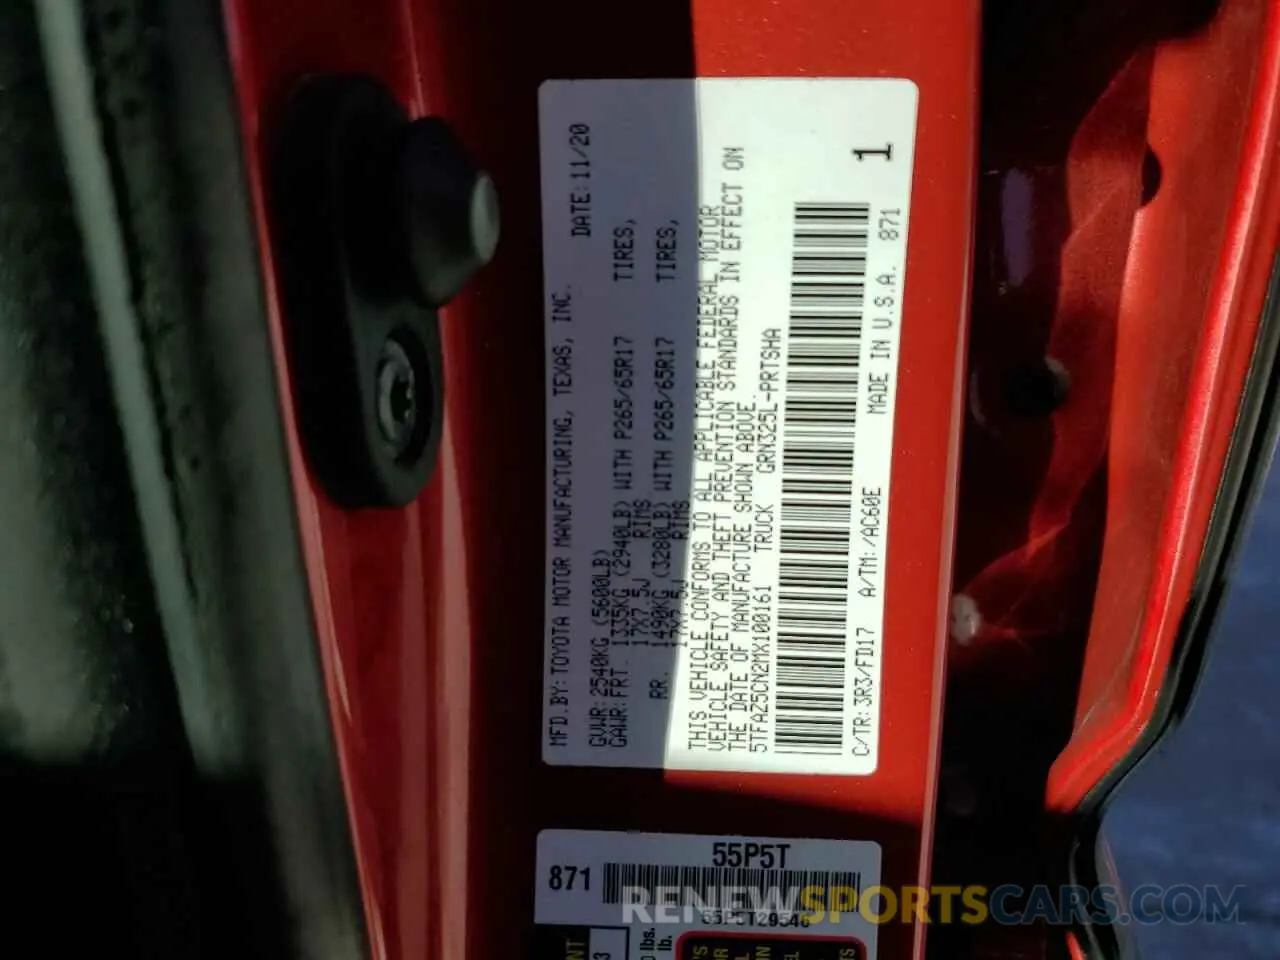 MFD.BY: TOYOTA MOTOR MANUFACTURING, TEXAS, INC.
DATE: 11/20
GVWR: 2540KG (5600LB)
GAWR: FRT. 1335KG (2940LB) WITH P265/65R17 TIRES,
17X7.5J RIMS
RR. 1490KG (3280LB) WITH P265/65R17 TIRES,
17X7.5J RIMS
THIS VEHICLE CONFORMS TO ALL APPLICABLE FEDERAL MOTOR
VEHICLE SAFETY AND THEFT PREVENTION STANDARDS IN EFFECT ON
THE DATE OF MANUFACTURE SHOWN ABOVE.
5TFAZ5CN2MX100161 TRUCK GRN325L-PRTSHA
1
C/TR: 3R3/FD17 A/TM: /AC60E MADE IN U.S.A. 871
55P5T
871
55P5T29546
RENEWSPORTSCARS.COM